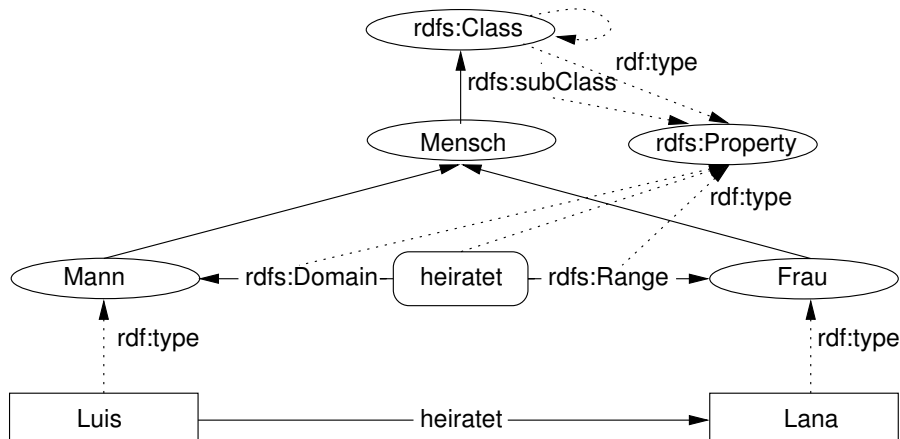 rdfs:Class
rdf:type
rdfs:subClass
Mensch
rdfs:Property
rdf:type
Mann
rdfs:Domain
heiratet
rdfs:Range
Frau
rdf:type
rdf:type
Luis
heiratet
Lana